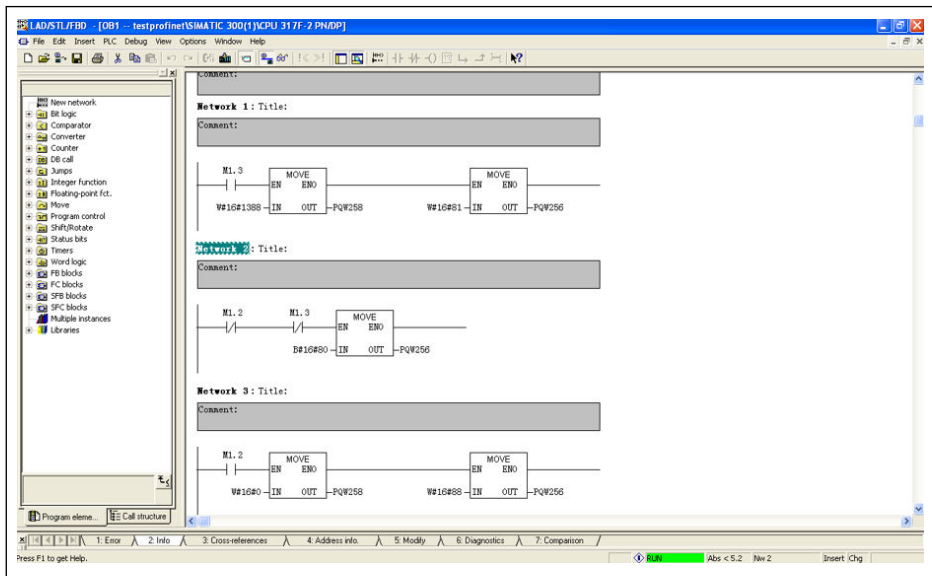 LAD/STL/FBD - [OB1 -- testprofinet\SIMATIC 300(1)\CPU 317F-2 PN/DP]
File Edit Insert PLC Debug View Options Window Help
New network
Bit logic
Comparator
Converter
Counter
DB call
Jumps
Integer function
Floating-point fct.
Move
Program control
Shift/Rotate
Status bits
Timers
Word logic
FB blocks
FC blocks
SFB blocks
SFC blocks
Multiple instances
Libraries
Program eleme...
Call structure
Comment:
Network 1: Title:
Comment:
M1.3 MOVE MOVE
EN ENO EN ENO
W#16#1388 IN OUT PQW258 W#16#81 IN OUT PQW256
Network 2: Title:
Comment:
M1.2 M1.3 MOVE
EN ENO
B#16#80 IN OUT PQW256
Network 3: Title:
Comment:
M1.2 MOVE MOVE
EN ENO EN ENO
W#16#0 IN OUT PQW258 W#16#88 IN OUT PQW256
1: Error 2: Info 3: Cross-references 4: Address info. 5: Modify 6: Diagnostics 7: Comparison
Press F1 to get Help. RUN Abs < 5.2 Nw 2 Insert Chg